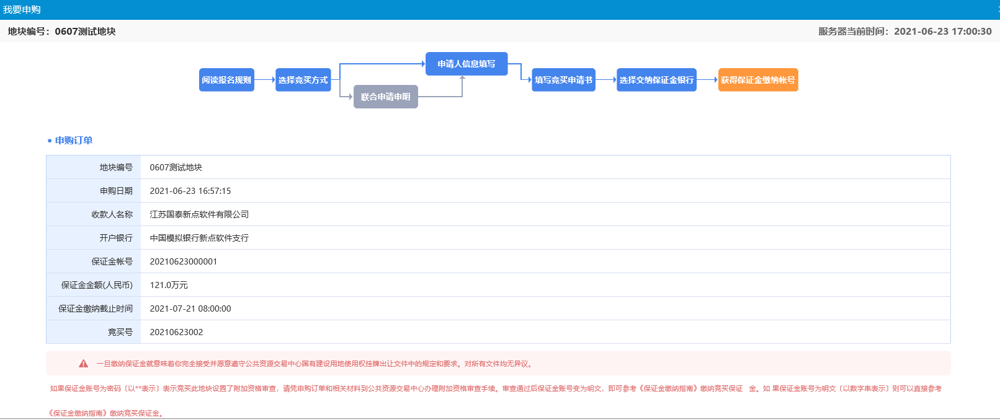 我要申购
地块编号：0607测试地块
服务器当前时间：2021-06-23 17:00:30
申请人信息填写
阅读报名规则
选择竞买方式
填写竞买申请书
选择交纳保证金银行
获得保证金缴纳帐号
联合申请申明
申购订单
地块编号 0607测试地块
申购日期 2021-06-23 16:57:15
收款人名称 江苏国泰新点软件有限公司
开户银行 中国模拟银行新点软件支行
保证金帐号 20210623000001
保证金金额(人民币) 121.0万元
保证金缴纳截止时间 2021-07-21 08:00:00
竞买号 20210623002
一旦缴纳保证金就意味着你完全接受并愿意遵守公共资源交易中心国有建设用地使用权挂牌出让文件中的规定和要求。对所有文件均无异议。
如果保证金账号为密码〔以**表示〕表示竞买此地块设置了附加资格审查，请凭申购订单和相关材料到公共资源交易中心办理附加资格审查手续。审查通过后保证金账号变为明文，即可参考《保证金缴纳指南》缴纳竞买保证 金。如 果保证金账号为明文〔以数字串表示〕则可以直接参考
《保证金缴纳指南》缴纳竞买保证金。